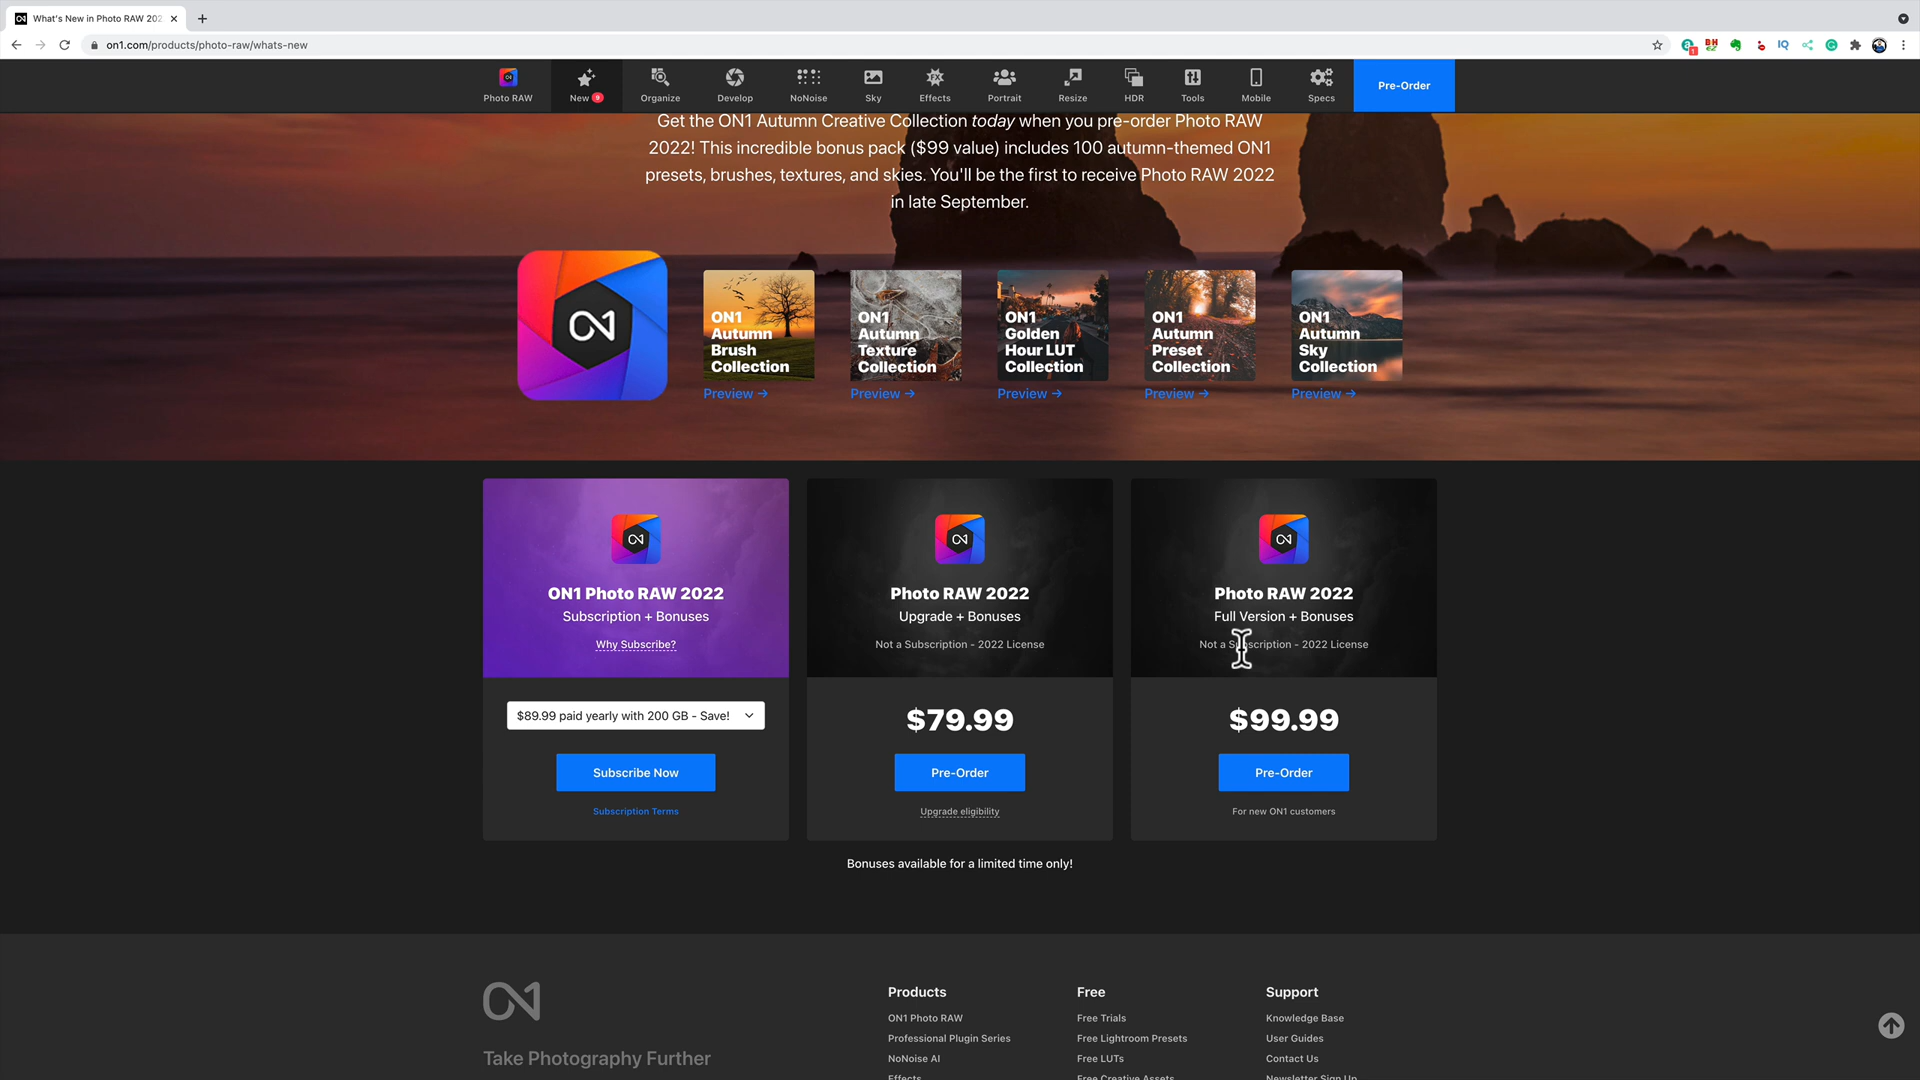 What's New in Photo RAW 202
on1.com/products/photo-raw/whats-new
Photo RAW
New 9
Organize
Develop
NoNoise
Sky
Effects
Portrait
Resize
HDR
Tools
Mobile
Specs
Pre-Order
Get the ON1 Autumn Creative Collection today when you pre-order Photo RAW
2022! This incredible bonus pack ($99 value) includes 100 autumn-themed ON1
presets, brushes, textures, and skies. You'll be the first to receive Photo RAW 2022
in late September.
ON1
Autumn
Brush
Collection
Preview →
ON1
Autumn
Texture
Collection
Preview →
ON1
Golden
Hour LUT
Collection
Preview →
ON1
Autumn
Preset
Collection
Preview →
ON1
Autumn
Sky
Collection
Preview →
ON1 Photo RAW 2022
Subscription + Bonuses
Why Subscribe?
$89.99 paid yearly with 200 GB - Save!
Subscribe Now
Subscription Terms
Photo RAW 2022
Upgrade + Bonuses
Not a Subscription - 2022 License
$79.99
Pre-Order
Upgrade eligibility
Photo RAW 2022
Full Version + Bonuses
Not a Subscription - 2022 License
$99.99
Pre-Order
For new ON1 customers
Bonuses available for a limited time only!
ON1
Take Photography Further
Products
ON1 Photo RAW
Professional Plugin Series
NoNoise AI
Effects
Free
Free Trials
Free Lightroom Presets
Free LUTs
Free Creative Assets
Support
Knowledge Base
User Guides
Contact Us
Newsletter Sign Up